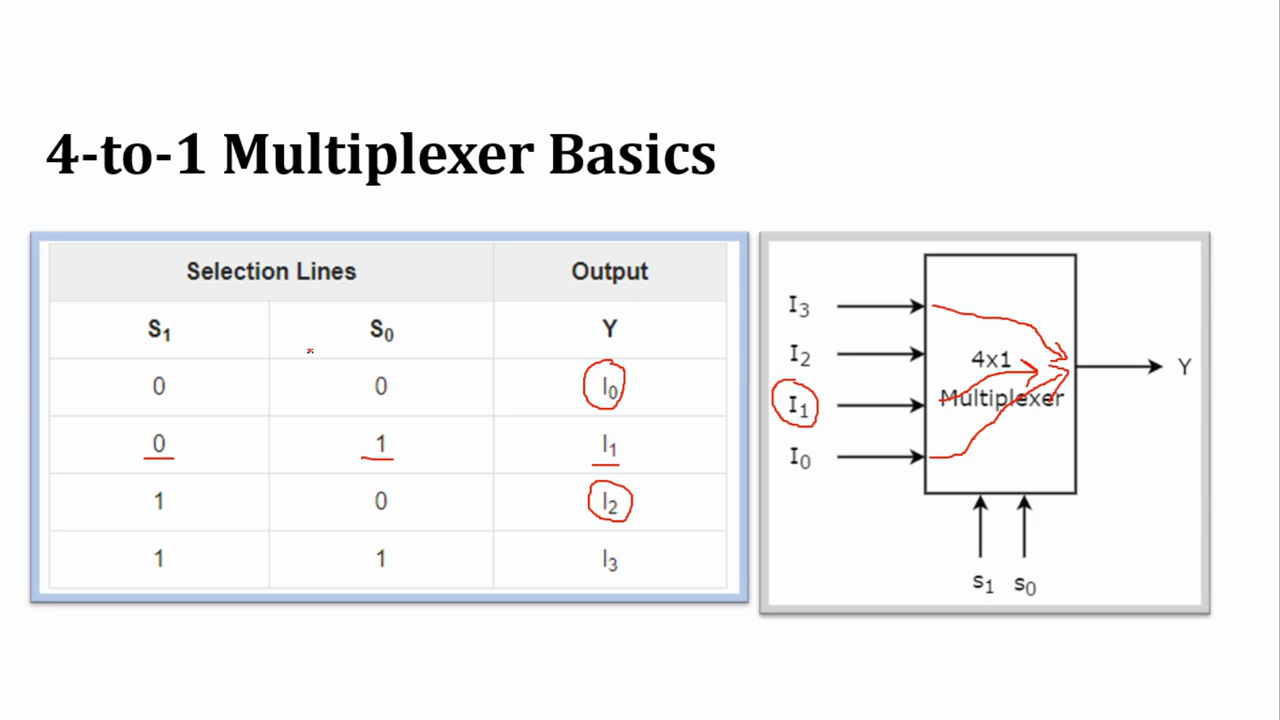 4-to-1 Multiplexer Basics
Selection Lines Output
S₁ S₀ Y
0 0 I₀
0 1 I₁
1 0 I₂
1 1 I₃
I₃
I₂
I₁
I₀
4x1
Multiplexer
Y
s₁ s₀